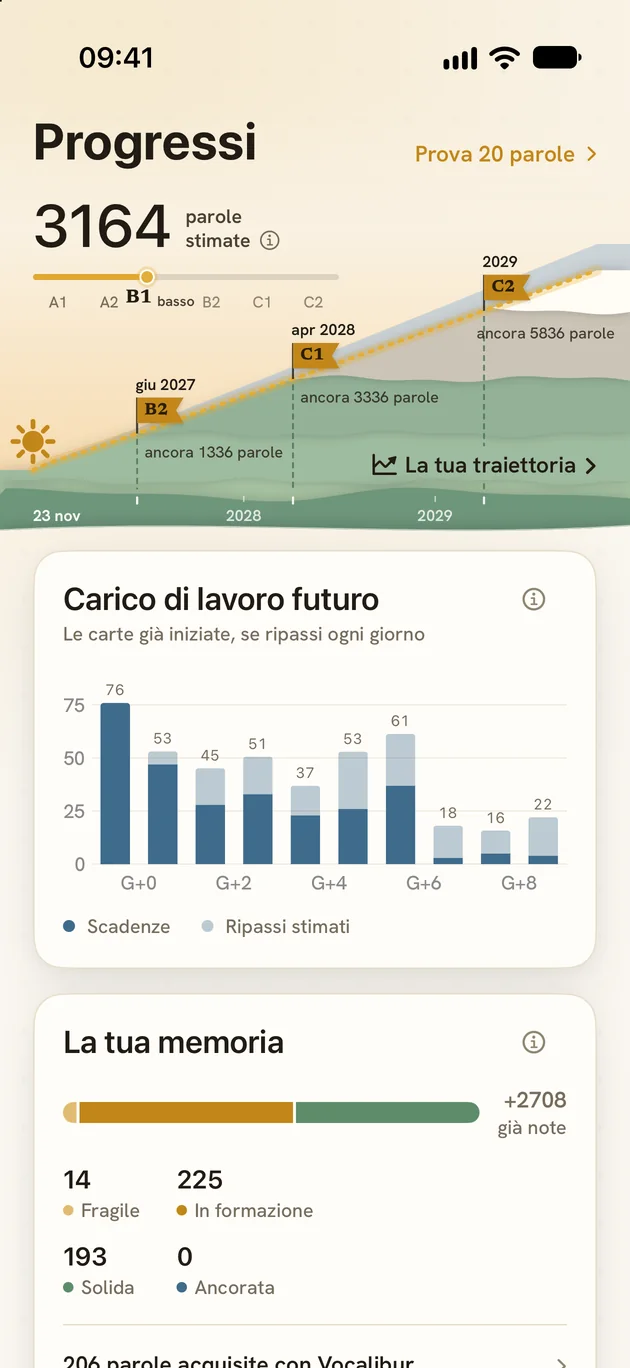 09:41
Progressi
Prova 20 parole
3164 parole stimate
A1 A2 B1 basso B2 C1 C2
2029
C2
ancora 5836 parole
apr 2028
C1
ancora 3336 parole
giu 2027
B2
ancora 1336 parole
La tua traiettoria
23 nov 2028 2029
Carico di lavoro futuro
Le carte già iniziate, se ripassi ogni giorno
75
50
25
0
76 53 45 51 37 53 61 18 16 22
G+0 G+2 G+4 G+6 G+8
Scadenze Ripassi stimati
La tua memoria
+2708
già note
14 225
Fragile In formazione
193 0
Solida Ancorata
206 parole acquisite con Vocalibur